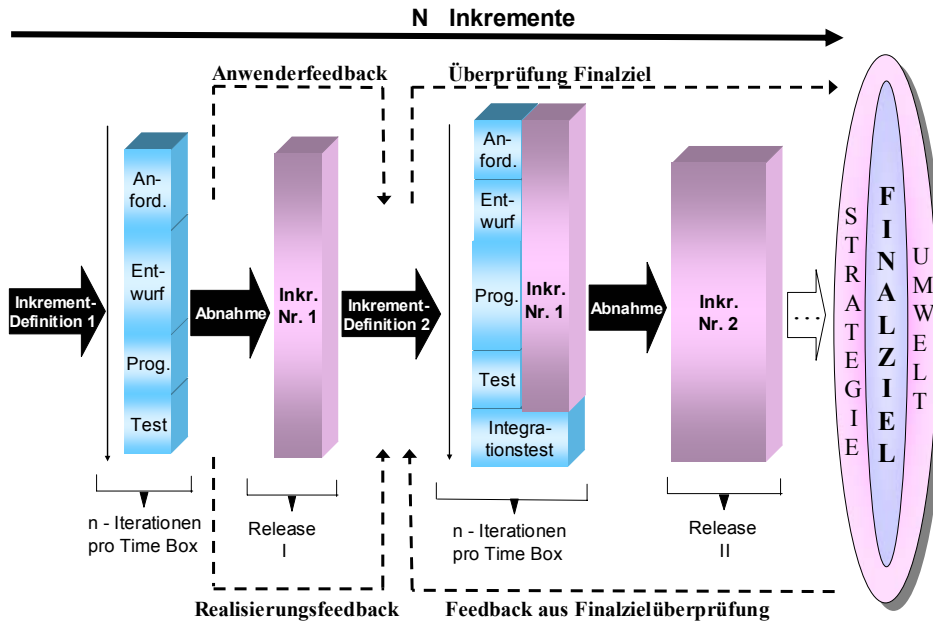 N Inkremente
Anwenderfeedback
Überprüfung Finalziel
Inkrement-
Definition 1
An-
ford.
Ent-
wurf
Prog.
Test
Abnahme
Inkr.
Nr. 1
Inkrement-
Definition 2
An-
ford.
Ent-
wurf
Prog.
Test
Integra-
tionstest
Inkr.
Nr. 1
Abnahme
Inkr.
Nr. 2
...
STRATEGIE
FINALZIEL
UMWELT
n - Iterationen
pro Time Box
Release
I
n - Iterationen
pro Time Box
Release
II
Realisierungsfeedback
Feedback aus Finalzielüberprüfung